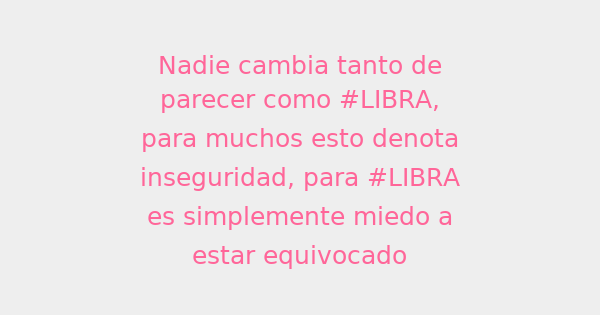 Nadie cambia tanto de
parecer como #LIBRA,
para muchos esto denota
inseguridad, para #LIBRA
es simplemente miedo a
estar equivocado